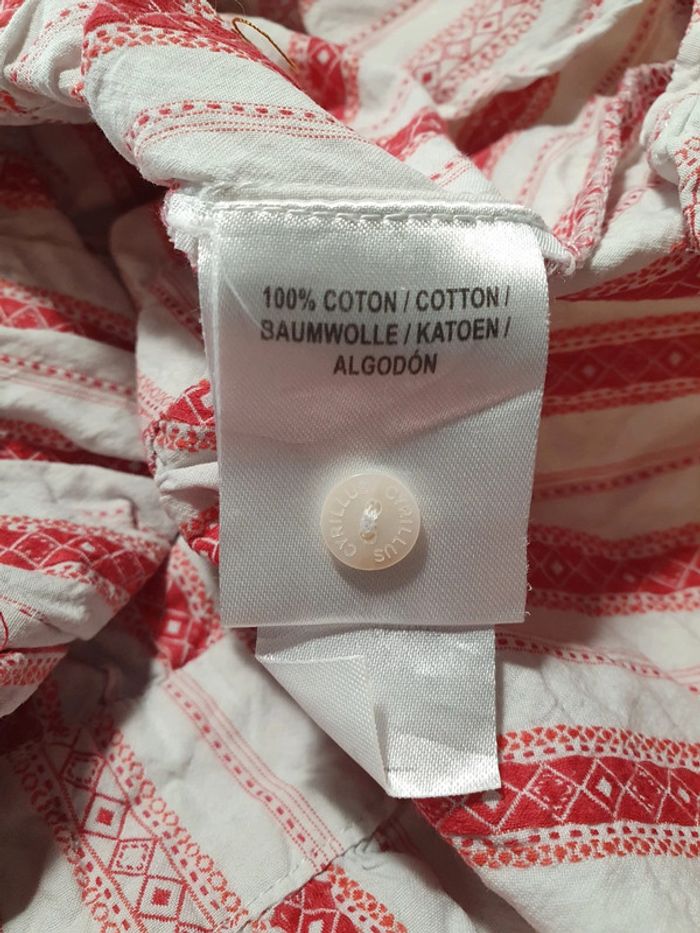 100% COTON / COTTON /
BAUMWOLLE / KATOEN /
ALGODÓN
CYRILLUS CYRILLUS